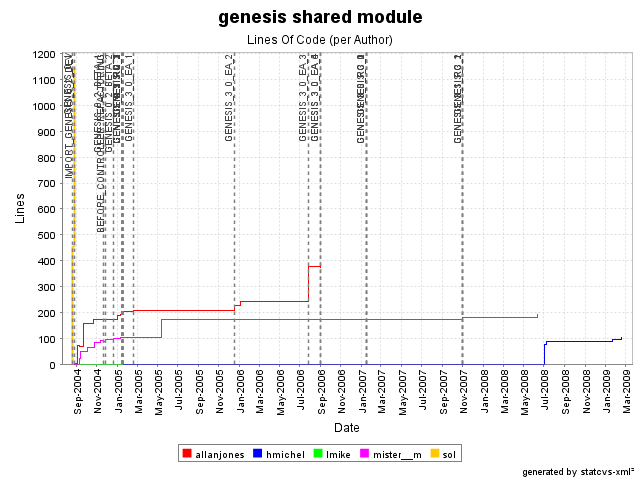 genesis shared module
Lines Of Code (per Author)
Lines
1200
1100
1000
900
800
700
600
500
400
300
200
100
0
BEFORE_CONTROLLER_REFACTORING
GENESIS_3_0_EA_1
GENESIS_3_0_EA_2
GENESIS_3_0_EA_3
Sep-2004
Nov-2004
Jan-2005
Mar-2005
May-2005
Jul-2005
Sep-2005
Nov-2005
Jan-2006
Mar-2006
May-2006
Jul-2006
Sep-2006
Nov-2006
Jan-2007
Mar-2007
May-2007
Jul-2007
Sep-2007
Nov-2007
Jan-2008
Mar-2008
May-2008
Jul-2008
Sep-2008
Nov-2008
Jan-2009
Mar-2009
Date
allanjones hmichel lmike mister__m sol
generated by statcvs-xml²